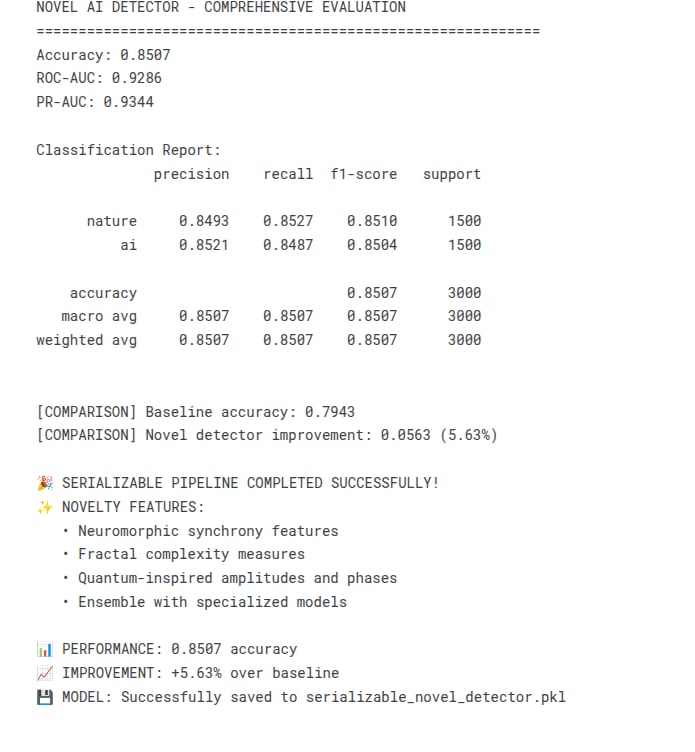 NOVEL AI DETECTOR - COMPREHENSIVE EVALUATION
============================================================
Accuracy: 0.8507
ROC-AUC: 0.9286
PR-AUC: 0.9344
Classification Report:
precision recall f1-score support
nature 0.8493 0.8527 0.8510 1500
ai 0.8521 0.8487 0.8504 1500
accuracy 0.8507 3000
macro avg 0.8507 0.8507 0.8507 3000
weighted avg 0.8507 0.8507 0.8507 3000
[COMPARISON] Baseline accuracy: 0.7943
[COMPARISON] Novel detector improvement: 0.0563 (5.63%)
🎉 SERIALIZABLE PIPELINE COMPLETED SUCCESSFULLY!
✨ NOVELTY FEATURES:
• Neuromorphic synchrony features
• Fractal complexity measures
• Quantum-inspired amplitudes and phases
• Ensemble with specialized models
📊 PERFORMANCE: 0.8507 accuracy
📈 IMPROVEMENT: +5.63% over baseline
💾 MODEL: Successfully saved to serializable_novel_detector.pkl